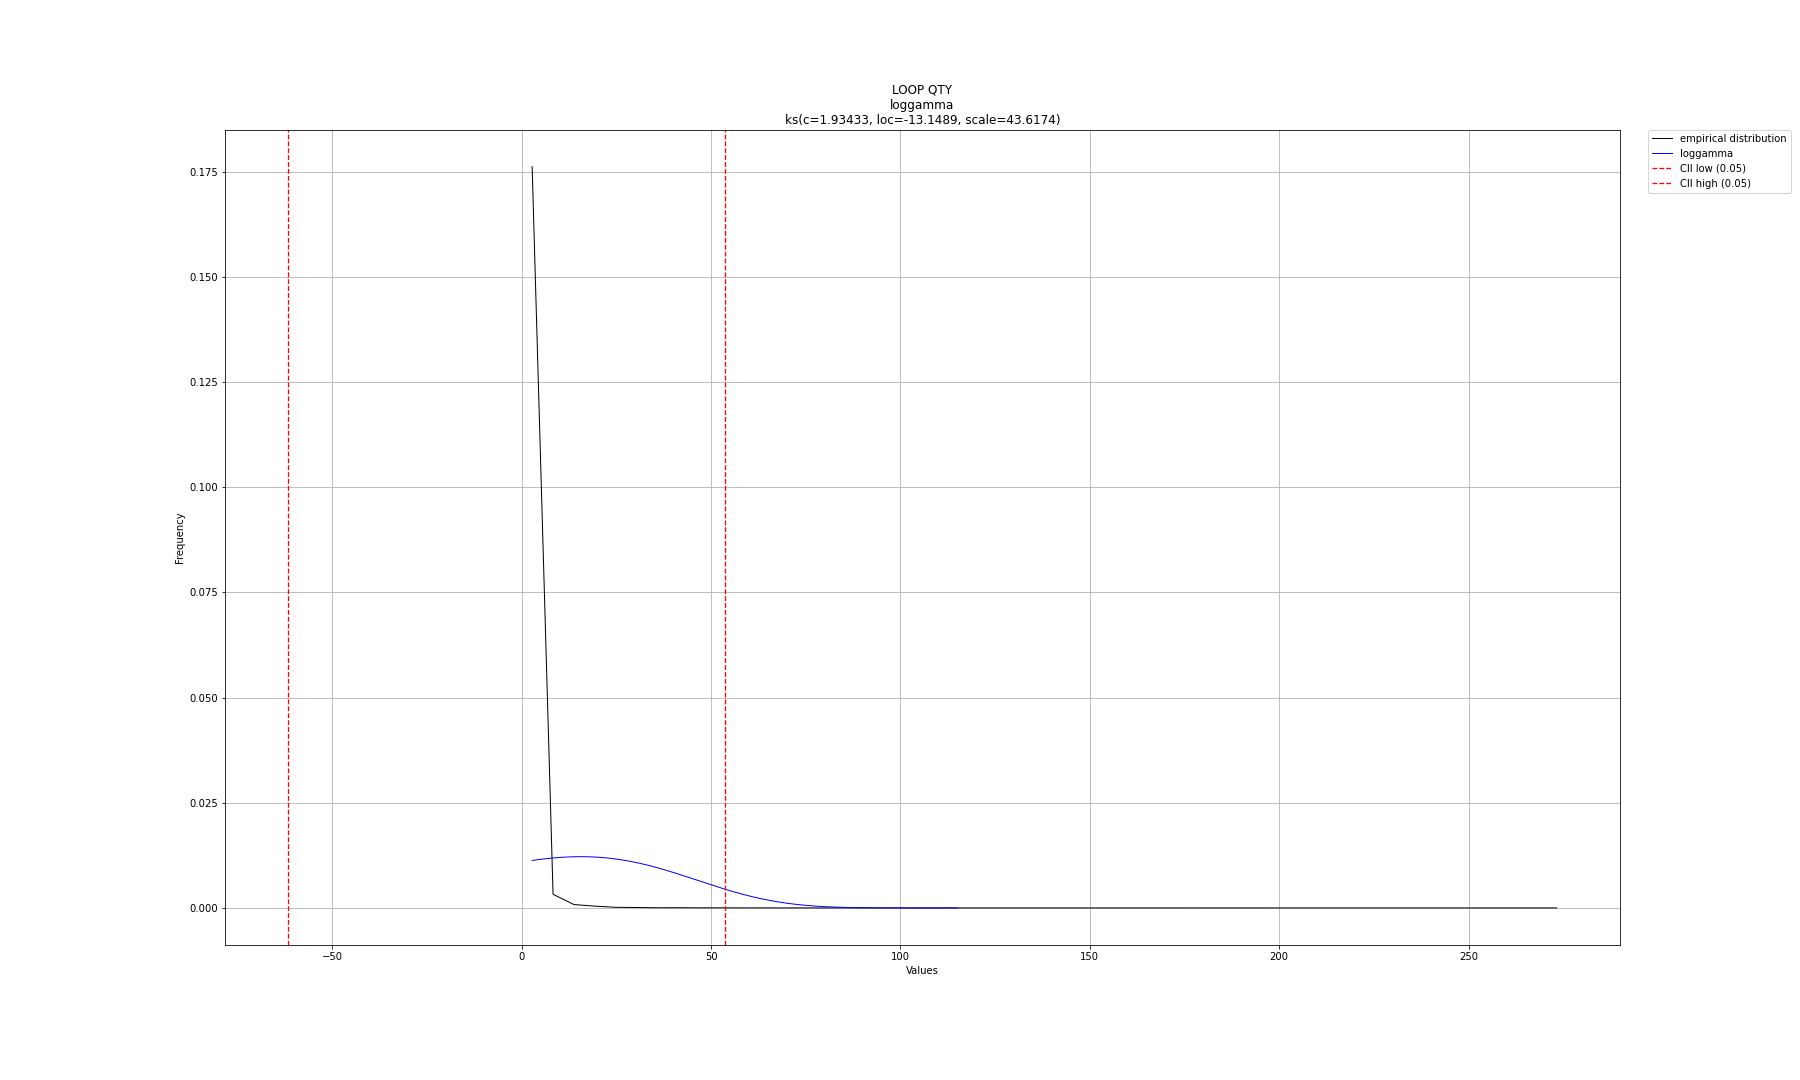 LOOP QTY
loggamma
ks(c=1.93433, loc=-13.1489, scale=43.6174)
empirical distribution
loggamma
CII low (0.05)
CII high (0.05)
0.175
0.150
0.125
0.100
0.075
0.050
0.025
0.000
Frequency
−50
0
50
100
150
200
250
Values